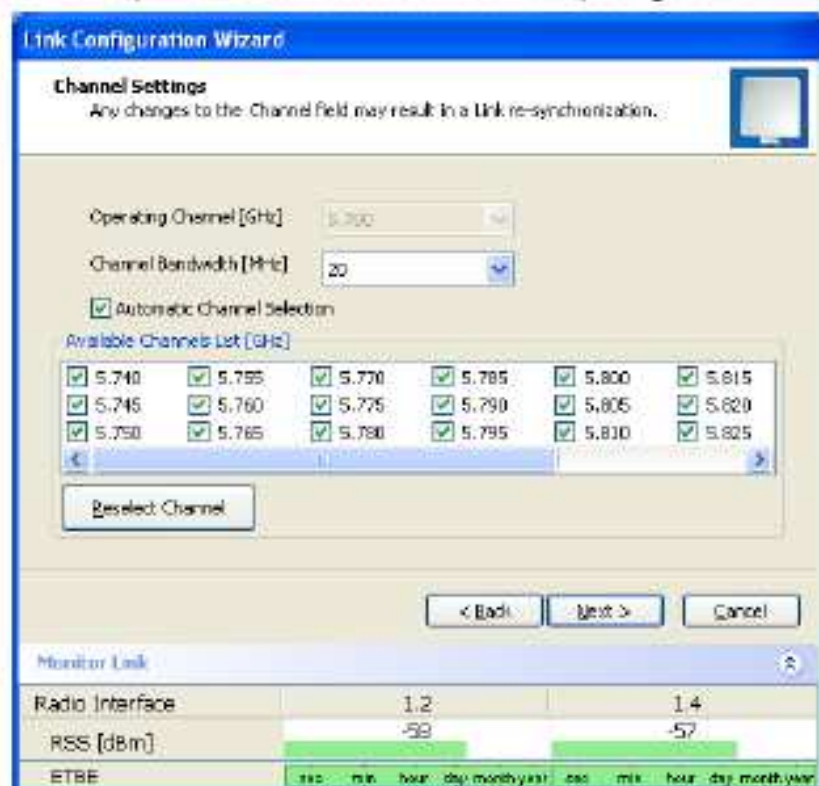 Link Configuration Wizard
Channel Settings
Any changes to the Channel field may result in a Link re-synchronization.
Operating Channel [GHz]
Channel Bandwidth [MHz] 20
Automatic Channel Selection
Available Channels List [GHz]
5.740 5.755 5.770 5.785 5.800 5.815
5.745 5.760 5.775 5.790 5.805 5.820
5.750 5.765 5.780 5.795 5.810 5.825
Reselect Channel
< Back Next > Cancel
Monitor Link
Radio Interface 1.2 1.4
RSS [dBm] -58 -57
ETBE sec min hour day month year sec min hour day month year